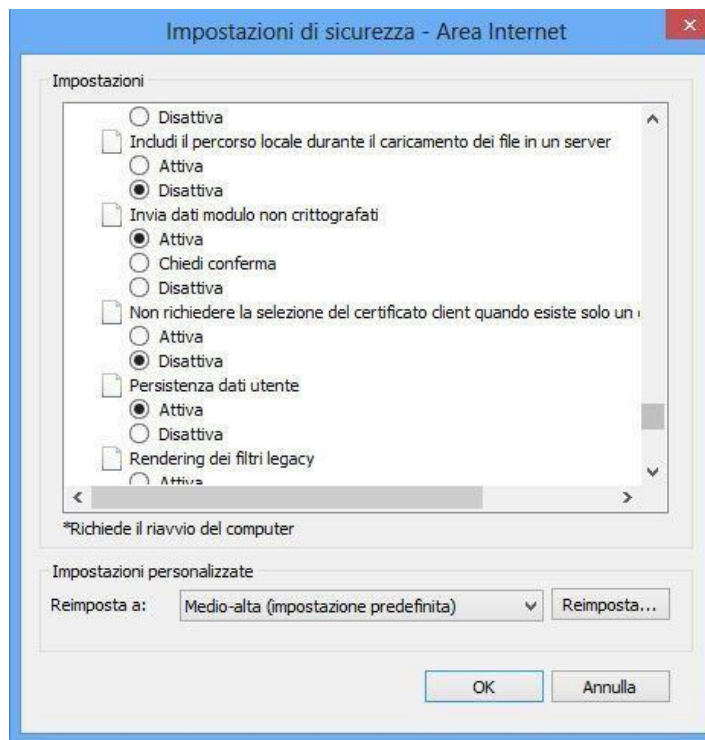 Impostazioni di sicurezza - Area Internet
Impostazioni
Disattiva
Includi il percorso locale durante il caricamento dei file in un server
Attiva
Disattiva
Invia dati modulo non crittografati
Attiva
Chiedi conferma
Disattiva
Non richiedere la selezione del certificato client quando esiste solo un
Attiva
Disattiva
Persistenza dati utente
Attiva
Disattiva
Rendering dei filtri legacy
Attiva
*Richiede il riavvio del computer
Impostazioni personalizzate
Reimposta a: Medio-alta (impostazione predefinita) Reimposta...
OK Annulla